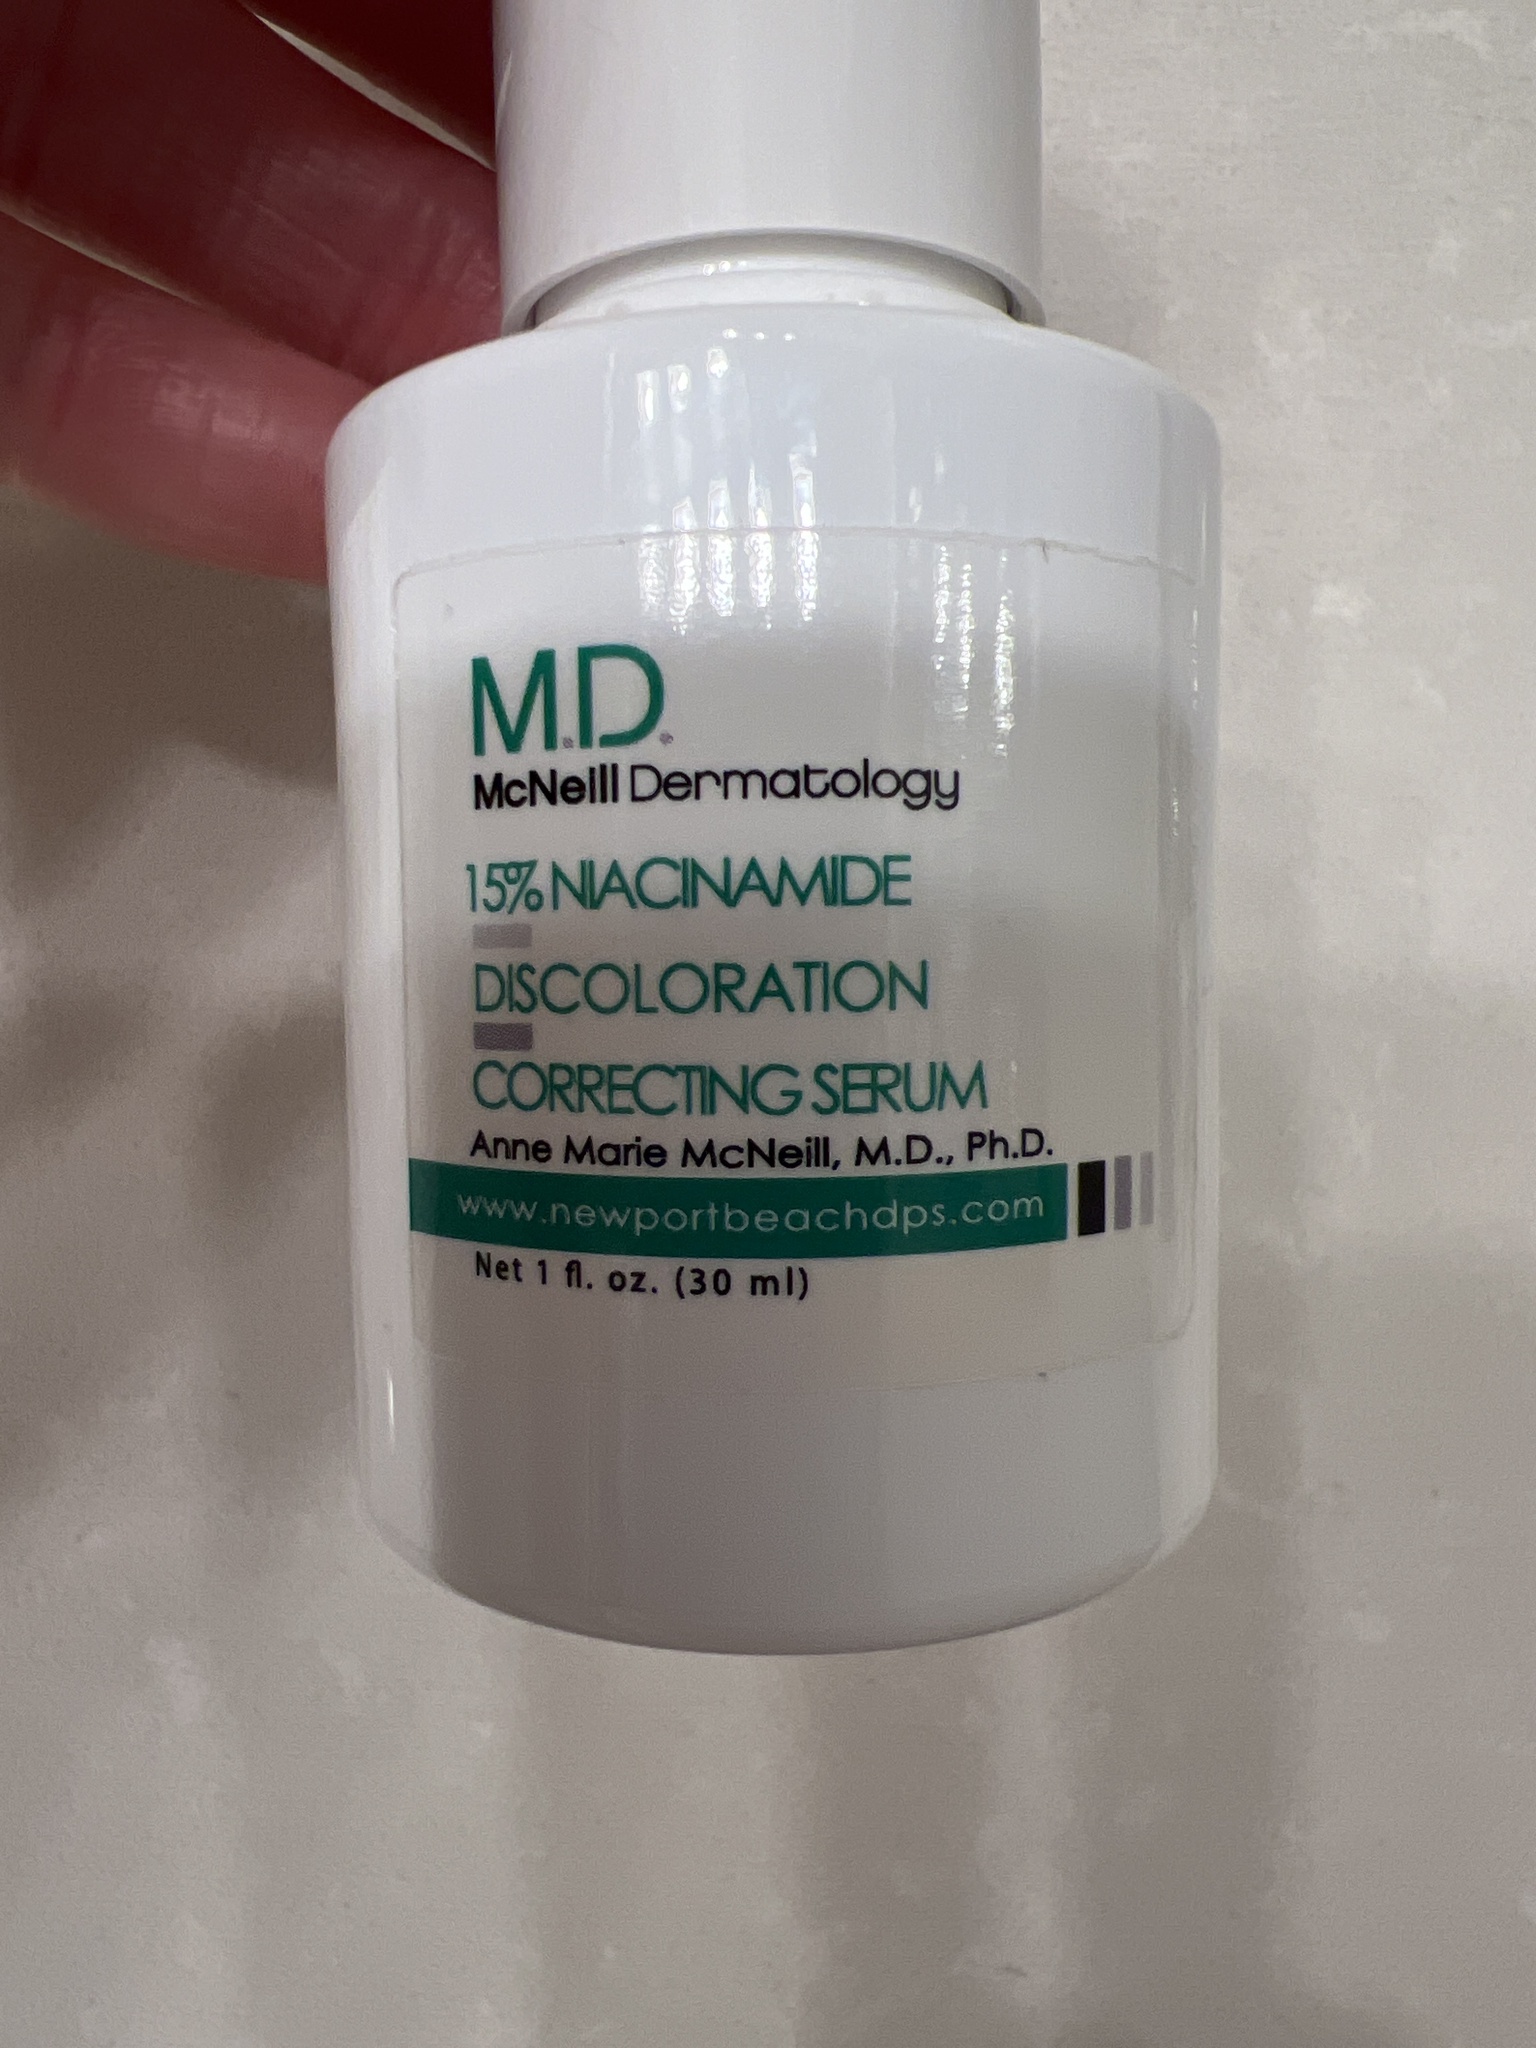 M.D.
McNeill Dermatology
15% NIACINAMIDE
DISCOLORATION
CORRECTING SERUM
Anne Marie McNeill, M.D., Ph.D.
www.newportbeachdps.com
Net 1 fl. oz. (30 ml)